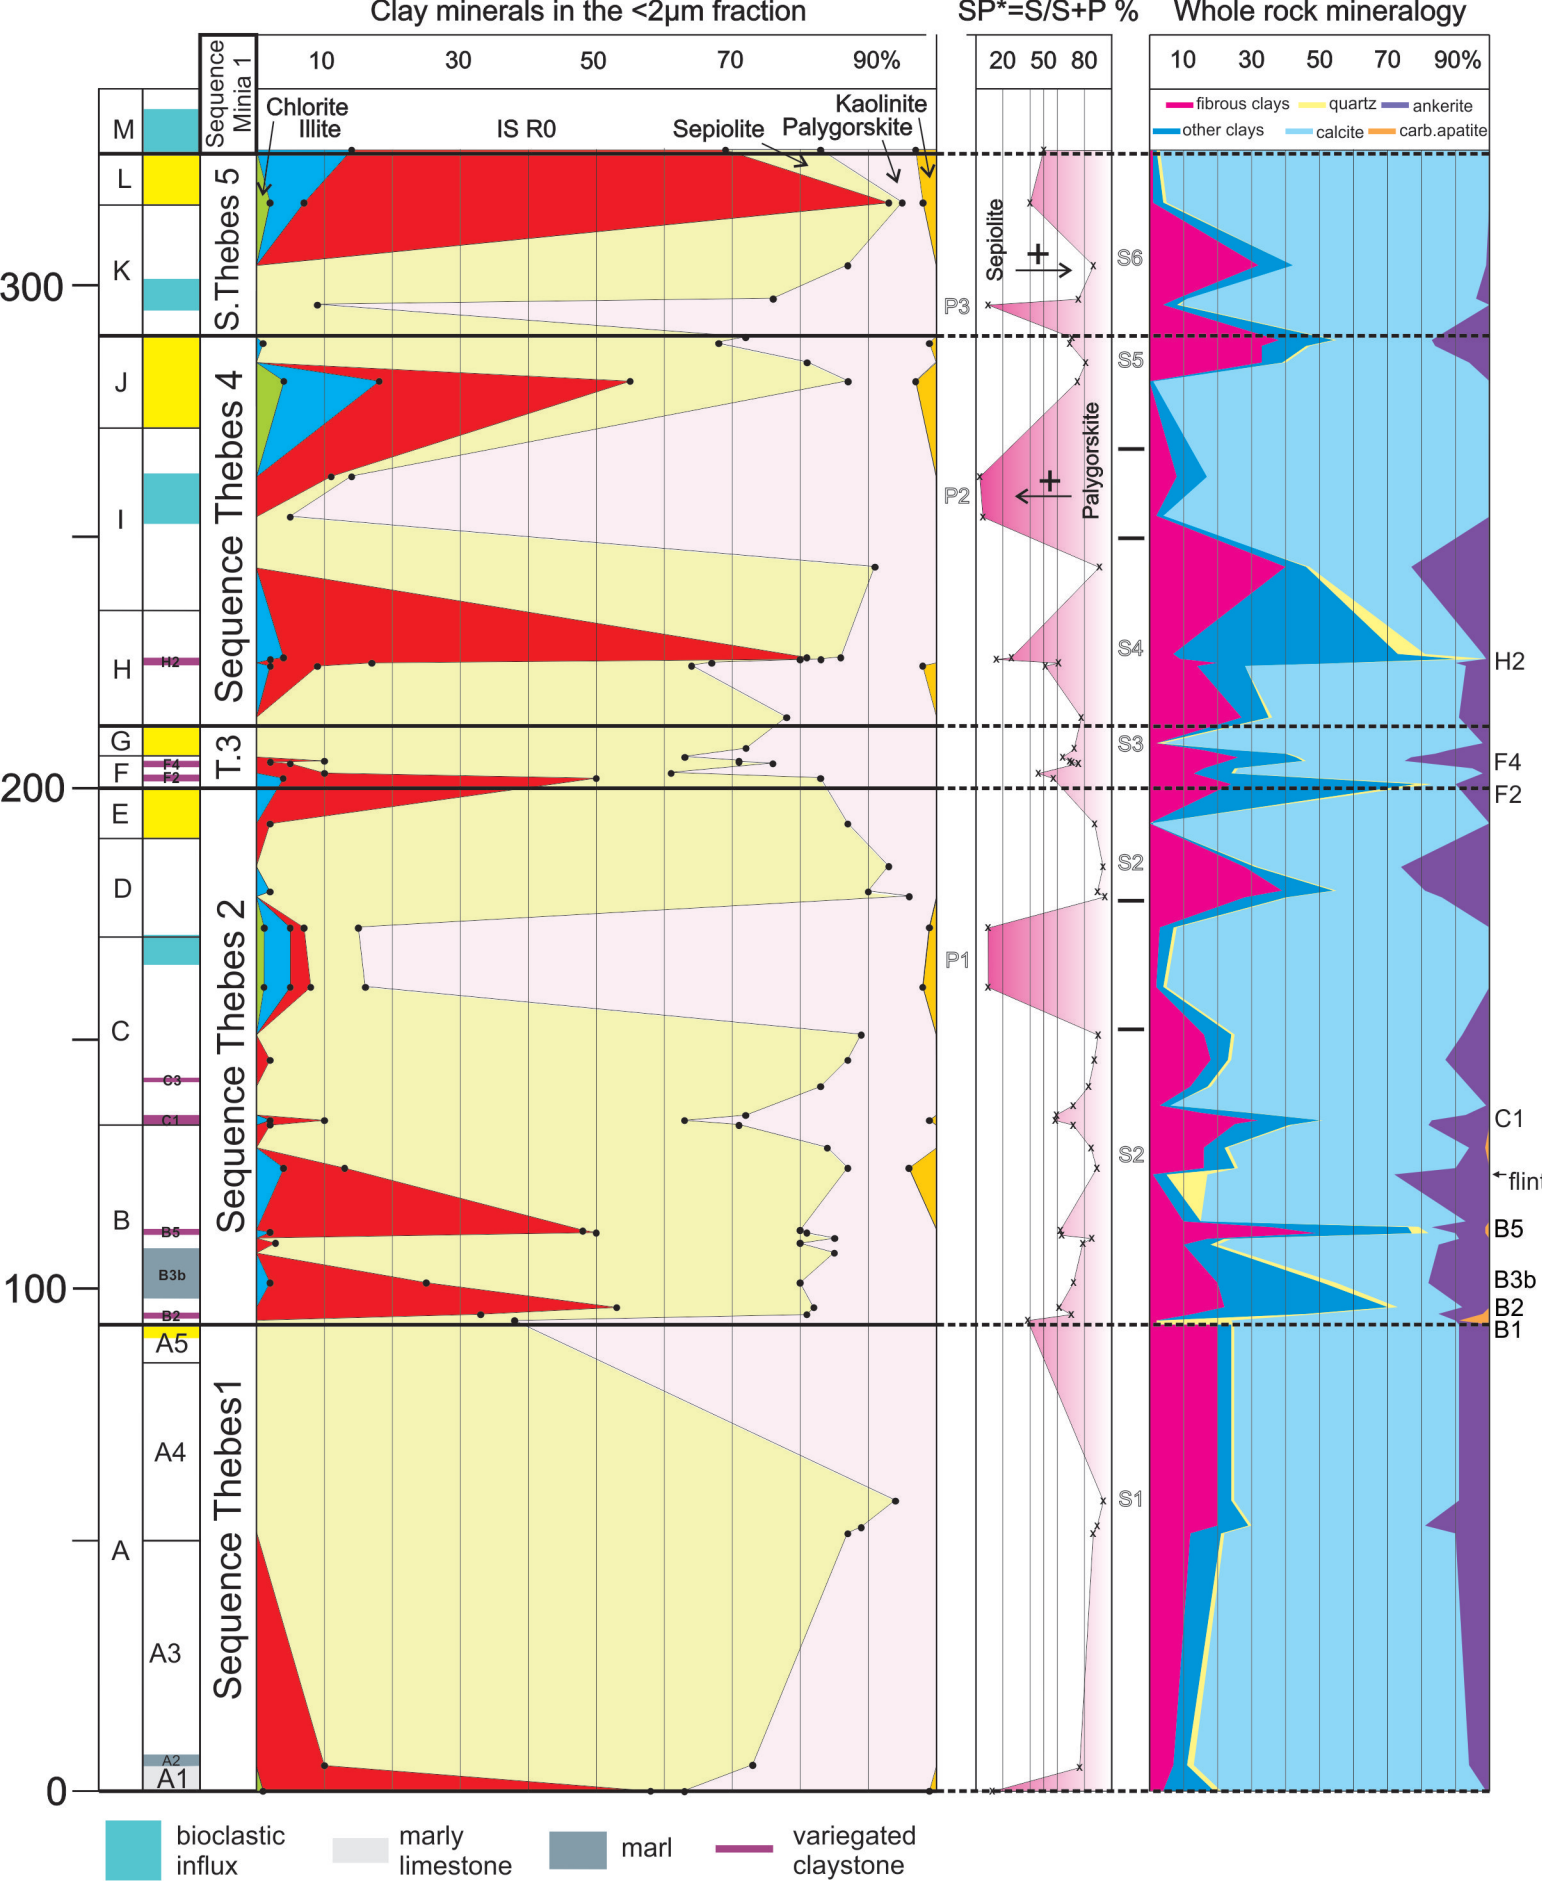 Clay minerals in the <2µm fraction
SP*=S/S+P %
Whole rock mineralogy
Sequence
Minia 1
10 30 50 70 90%
20 50 80
10 30 50 70 90%
Chlorite
Illite
IS R0
Sepiolite
Kaolinite
Palygorskite
fibrous clays
quartz
ankerite
other clays
calcite
carb.apatite
M
L
K
J
I
H
G
F
E
D
C
B
A
A5
A4
A3
A2
A1
H2
F4
F2
C3
C1
B5
B3b
B2
300
200
100
0
S.Thebes 5
Sequence Thebes 4
T.3
Sequence Thebes 2
Sequence Thebes1
Sepiolite
+
+
Palygorskite
P3
P2
P1
S6
S5
S4
S3
S2
S2
S1
H2
F4
F2
C1
flint
B5
B3b
B2
B1
bioclastic
influx
marly
limestone
marl
variegated
claystone